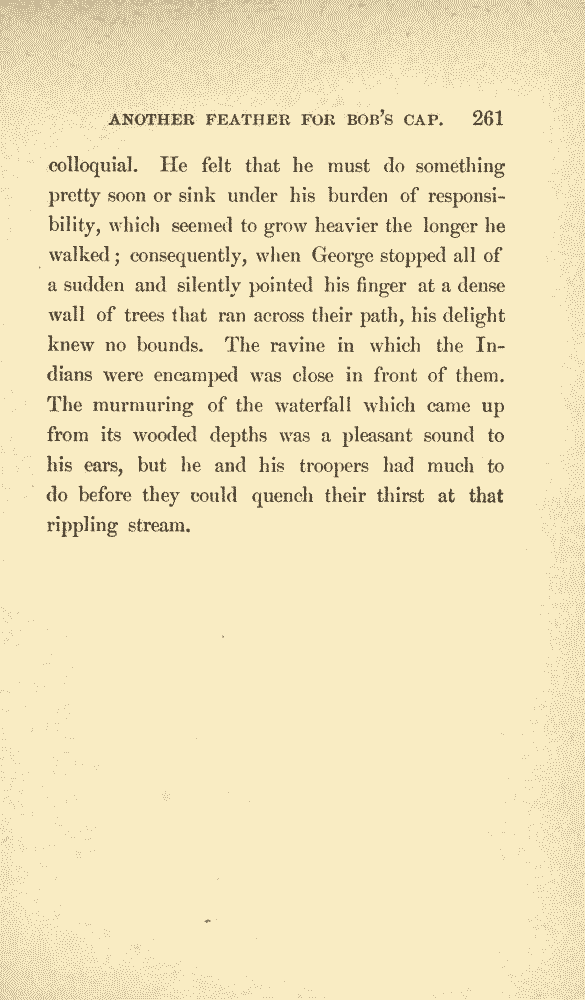 ANOTHER FEATHER FOR BOB'S CAP. 261
colloquial. He felt that he must do something
pretty soon or sink under his burden of responsi-
bility, which seemed to grow heavier the longer he
walked; consequently, when George stopped all of
a sudden and silently pointed his finger at a dense
wall of trees that ran across their path, his delight
knew no bounds. The ravine in which the In-
dians were encamped was close in front of them.
The murmuring of the waterfall which came up
from its wooded depths was a pleasant sound to
his ears, but he and his troopers had much to
do before they could quench their thirst at that
rippling stream.